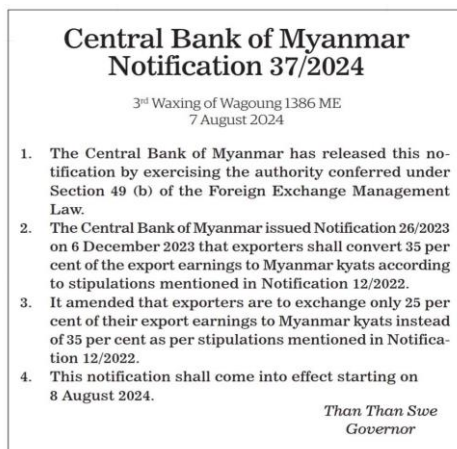 Central Bank of Myanmar
Notification 37/2024
3rd Waxing of Wagoung 1386 ME
7 August 2024
1. The Central Bank of Myanmar has released this no-
tification by exercising the authority conferred under
Section 49 (b) of the Foreign Exchange Management
Law.
2. The Central Bank of Myanmar issued Notification 26/2023
on 6 December 2023 that exporters shall convert 35 per
cent of the export earnings to Myanmar kyats according
to stipulations mentioned in Notification 12/2022.
3. It amended that exporters are to exchange only 25 per
cent of their export earnings to Myanmar kyats instead
of 35 per cent as per stipulations mentioned in Notifica-
tion 12/2022.
4. This notification shall come into effect starting on
8 August 2024.
Than Than Swe
Governor